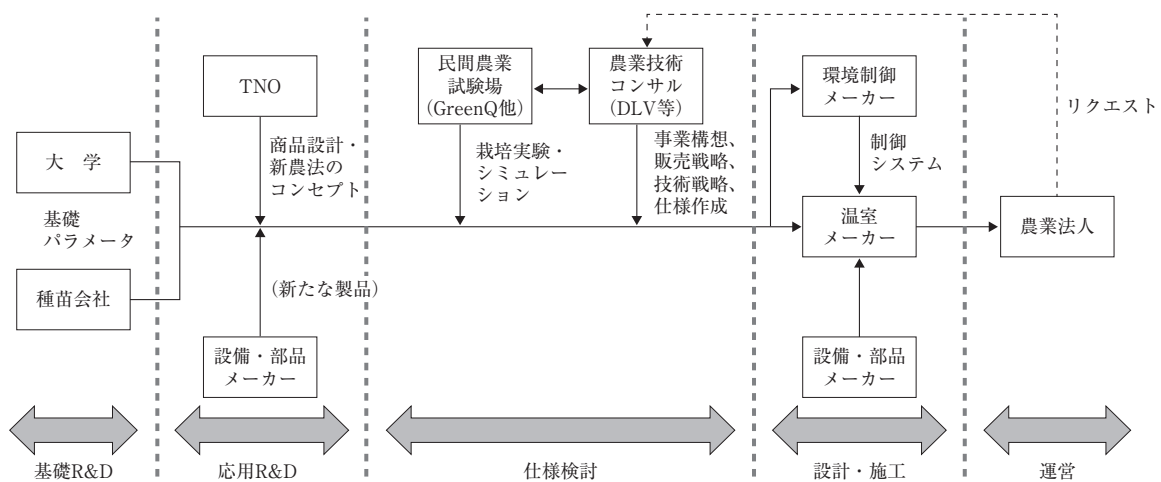 TNO
民間農業
試験場
(GreenQ他)
農業技術
コンサル
(DLV等)
環境制御
メーカー
リクエスト
大　学
商品設計・
新農法の
コンセプト
栽培実験・
シミュレー
ション
事業構想、
販売戦略、
技術戦略、
仕様作成
制御
システム
基礎
パラメータ
温室
メーカー
農業法人
種苗会社
(新たな製品)
設備・部品
メーカー
設備・部品
メーカー
基礎R&D
応用R&D
仕様検討
設計・施工
運営